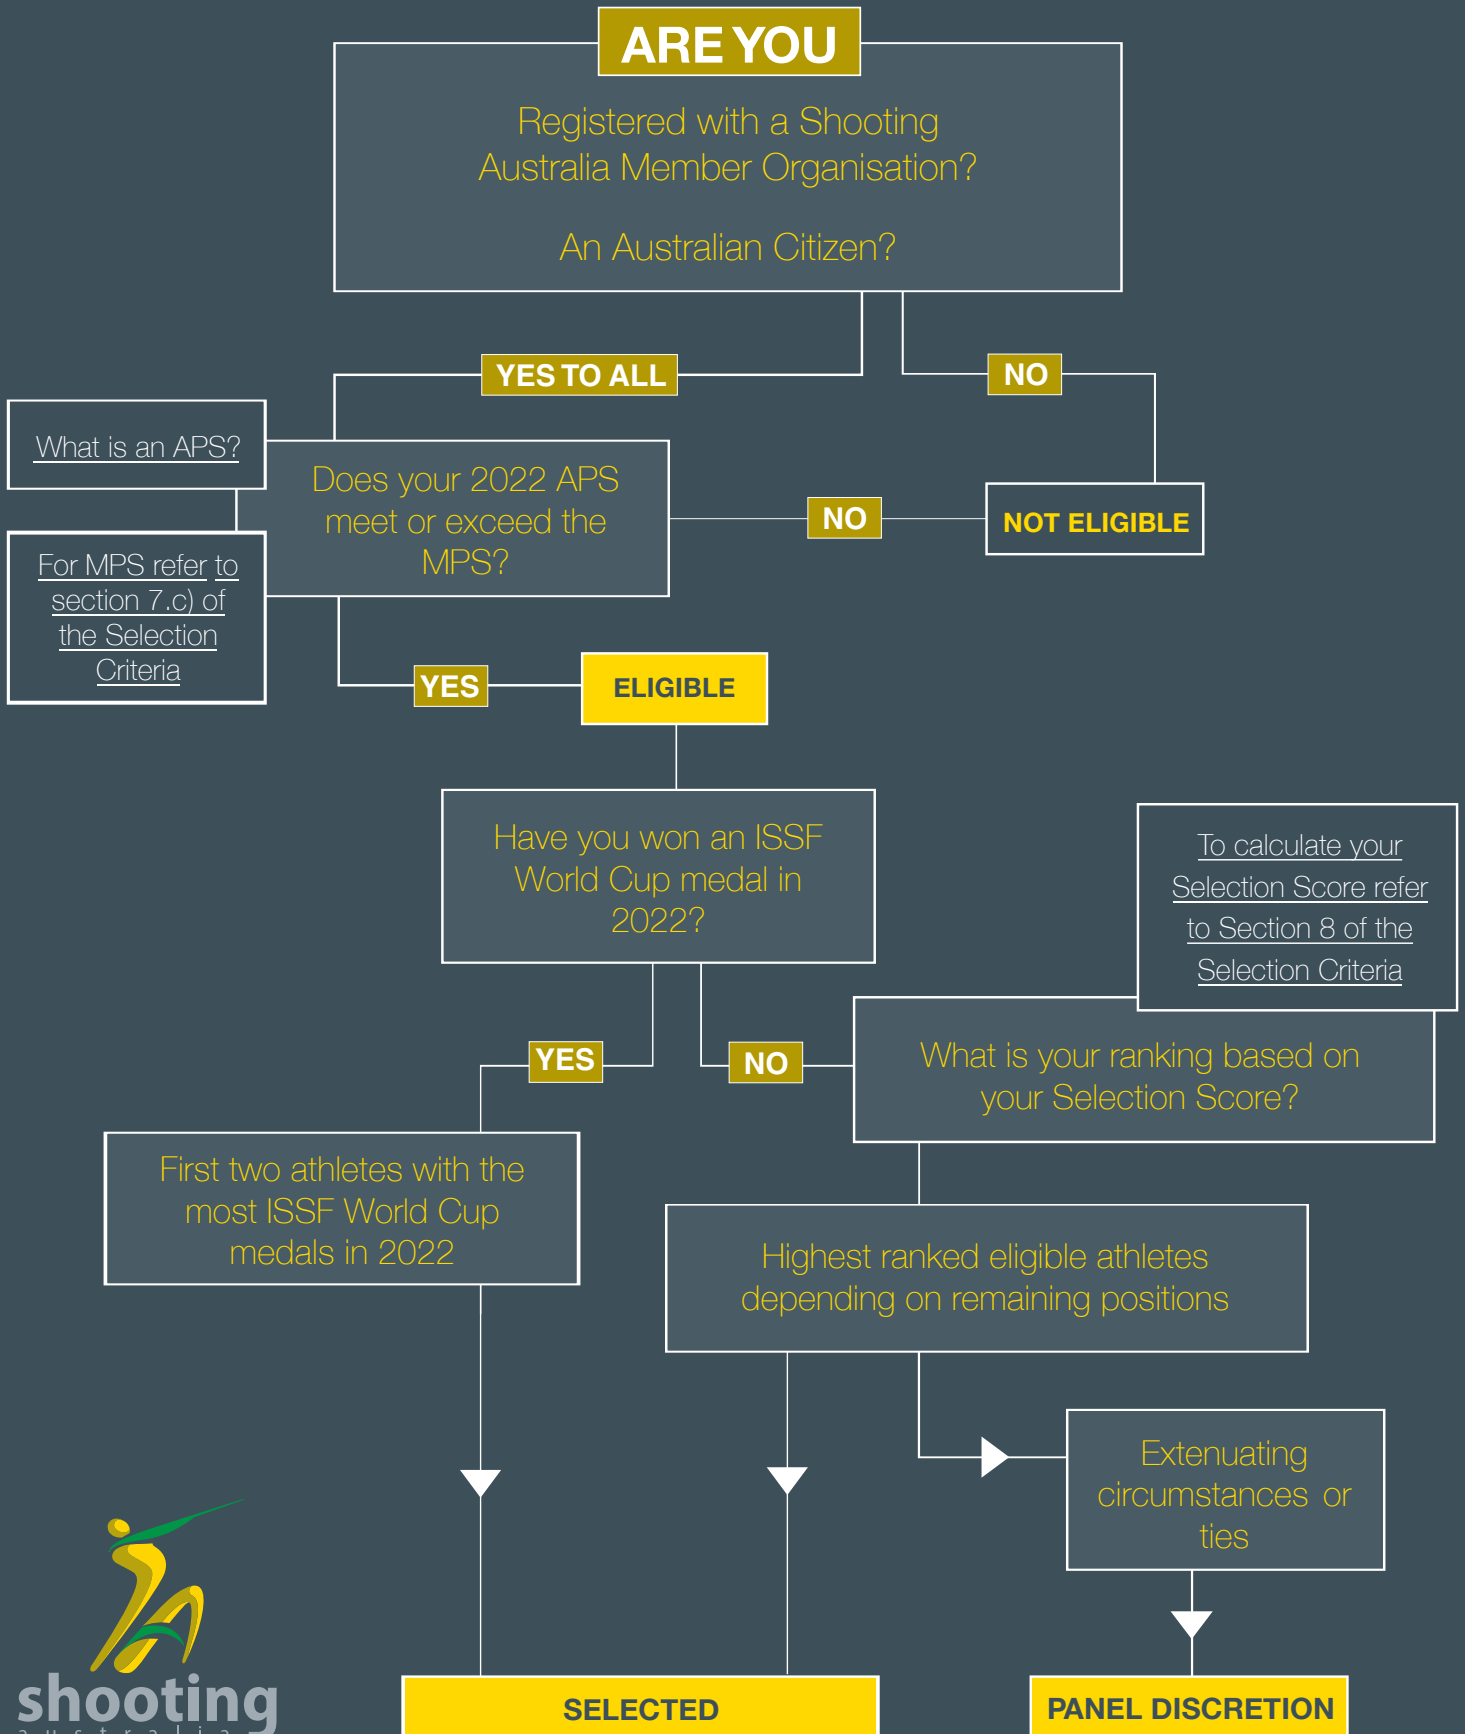 ARE YOU
Registered with a Shooting
Australia Member Organisation?
An Australian Citizen?
YES TO ALL
NO
What is an APS?
Does your 2022 APS
meet or exceed the
MPS?
NO
NOT ELIGIBLE
For MPS refer to
section 7.c) of
the Selection
Criteria
YES
ELIGIBLE
Have you won an ISSF
World Cup medal in
2022?
To calculate your
Selection Score refer
to Section 8 of the
Selection Criteria
YES
NO
What is your ranking based on
your Selection Score?
First two athletes with the
most ISSF World Cup
medals in 2022
Highest ranked eligible athletes
depending on remaining positions
Extenuating
circumstances or
ties
shooting
australia
SELECTED
PANEL DISCRETION